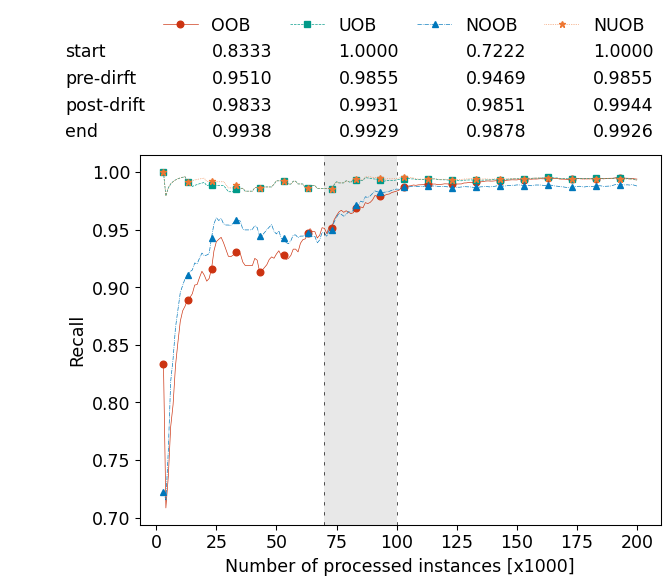 OOB UOB NOOB NUOB
start 0.8333 1.0000 0.7222 1.0000
pre-dirft 0.9510 0.9855 0.9469 0.9855
post-drift 0.9833 0.9931 0.9851 0.9944
end 0.9938 0.9929 0.9878 0.9926
1.00
0.95
0.90
0.85
0.80
0.75
0.70
Recall
0 25 50 75 100 125 150 175 200
Number of processed instances [x1000]